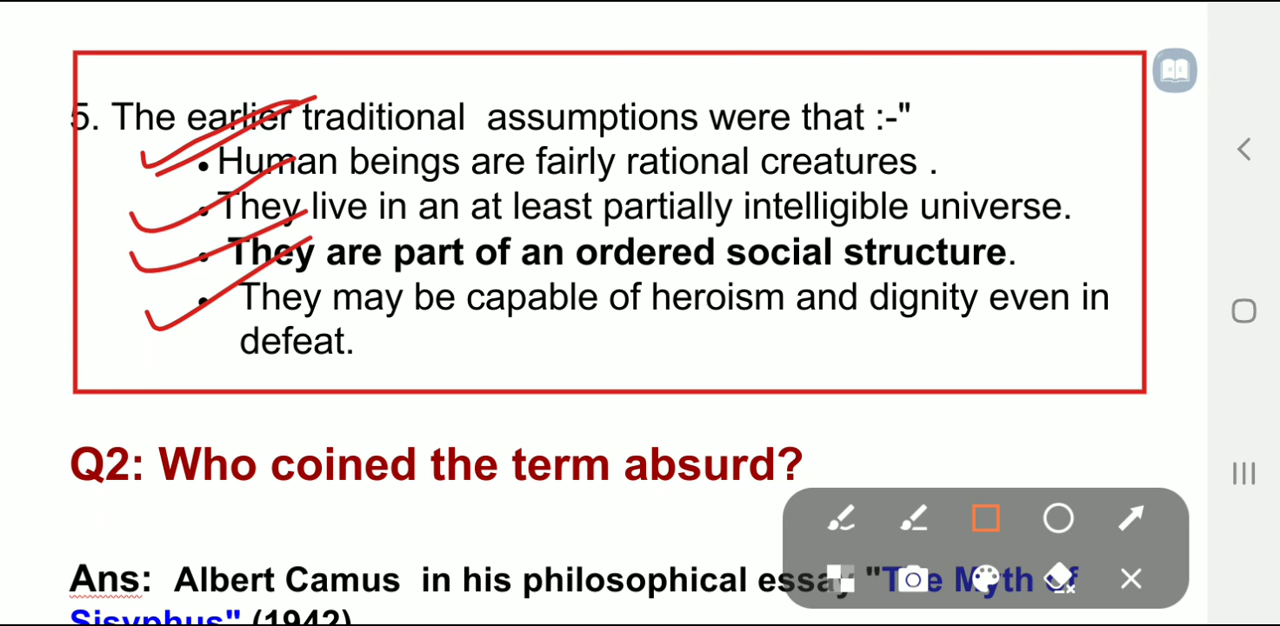 5. The earlier traditional assumptions were that :-"
• Human beings are fairly rational creatures .
• They live in an at least partially intelligible universe.
• They are part of an ordered social structure.
• They may be capable of heroism and dignity even in
defeat.
Q2: Who coined the term absurd?
Ans: Albert Camus in his philosophical essay "The Myth of
Sisyphus" (1942)